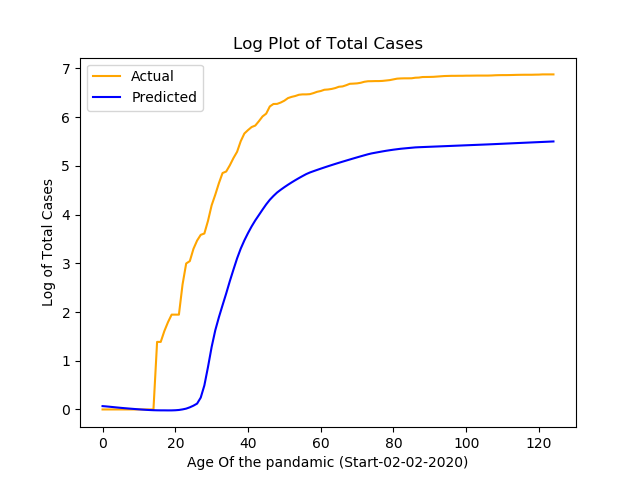 Log Plot of Total Cases
Actual
Predicted
Log of Total Cases
7
6
5
4
3
2
1
0
0 20 40 60 80 100 120
Age Of the pandamic (Start-02-02-2020)